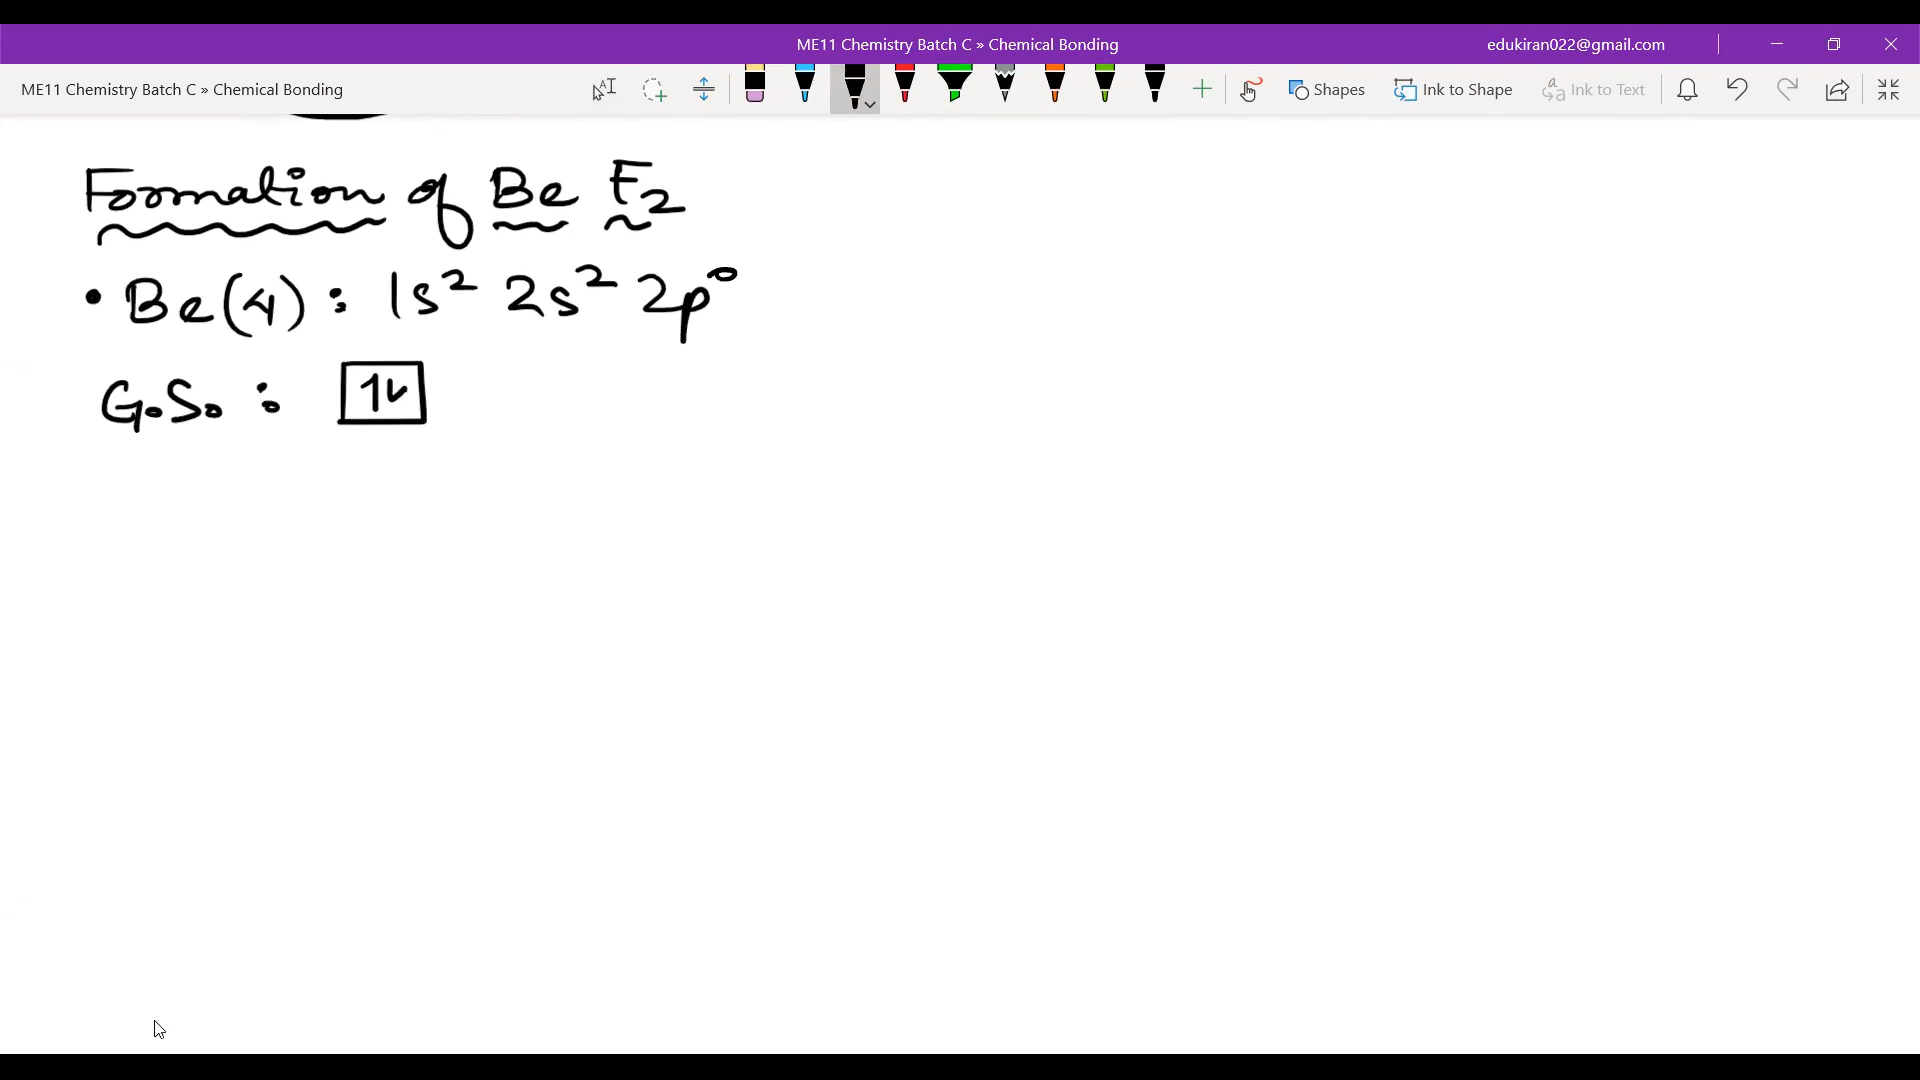 ME11 Chemistry Batch C » Chemical Bonding
edukiran022@gmail.com
ME11 Chemistry Batch C » Chemical Bonding
Shapes
Ink to Shape
Ink to Text
Formation of Be F₂
• Be(4) : 1s² 2s² 2p⁰
G.S. : 1↓